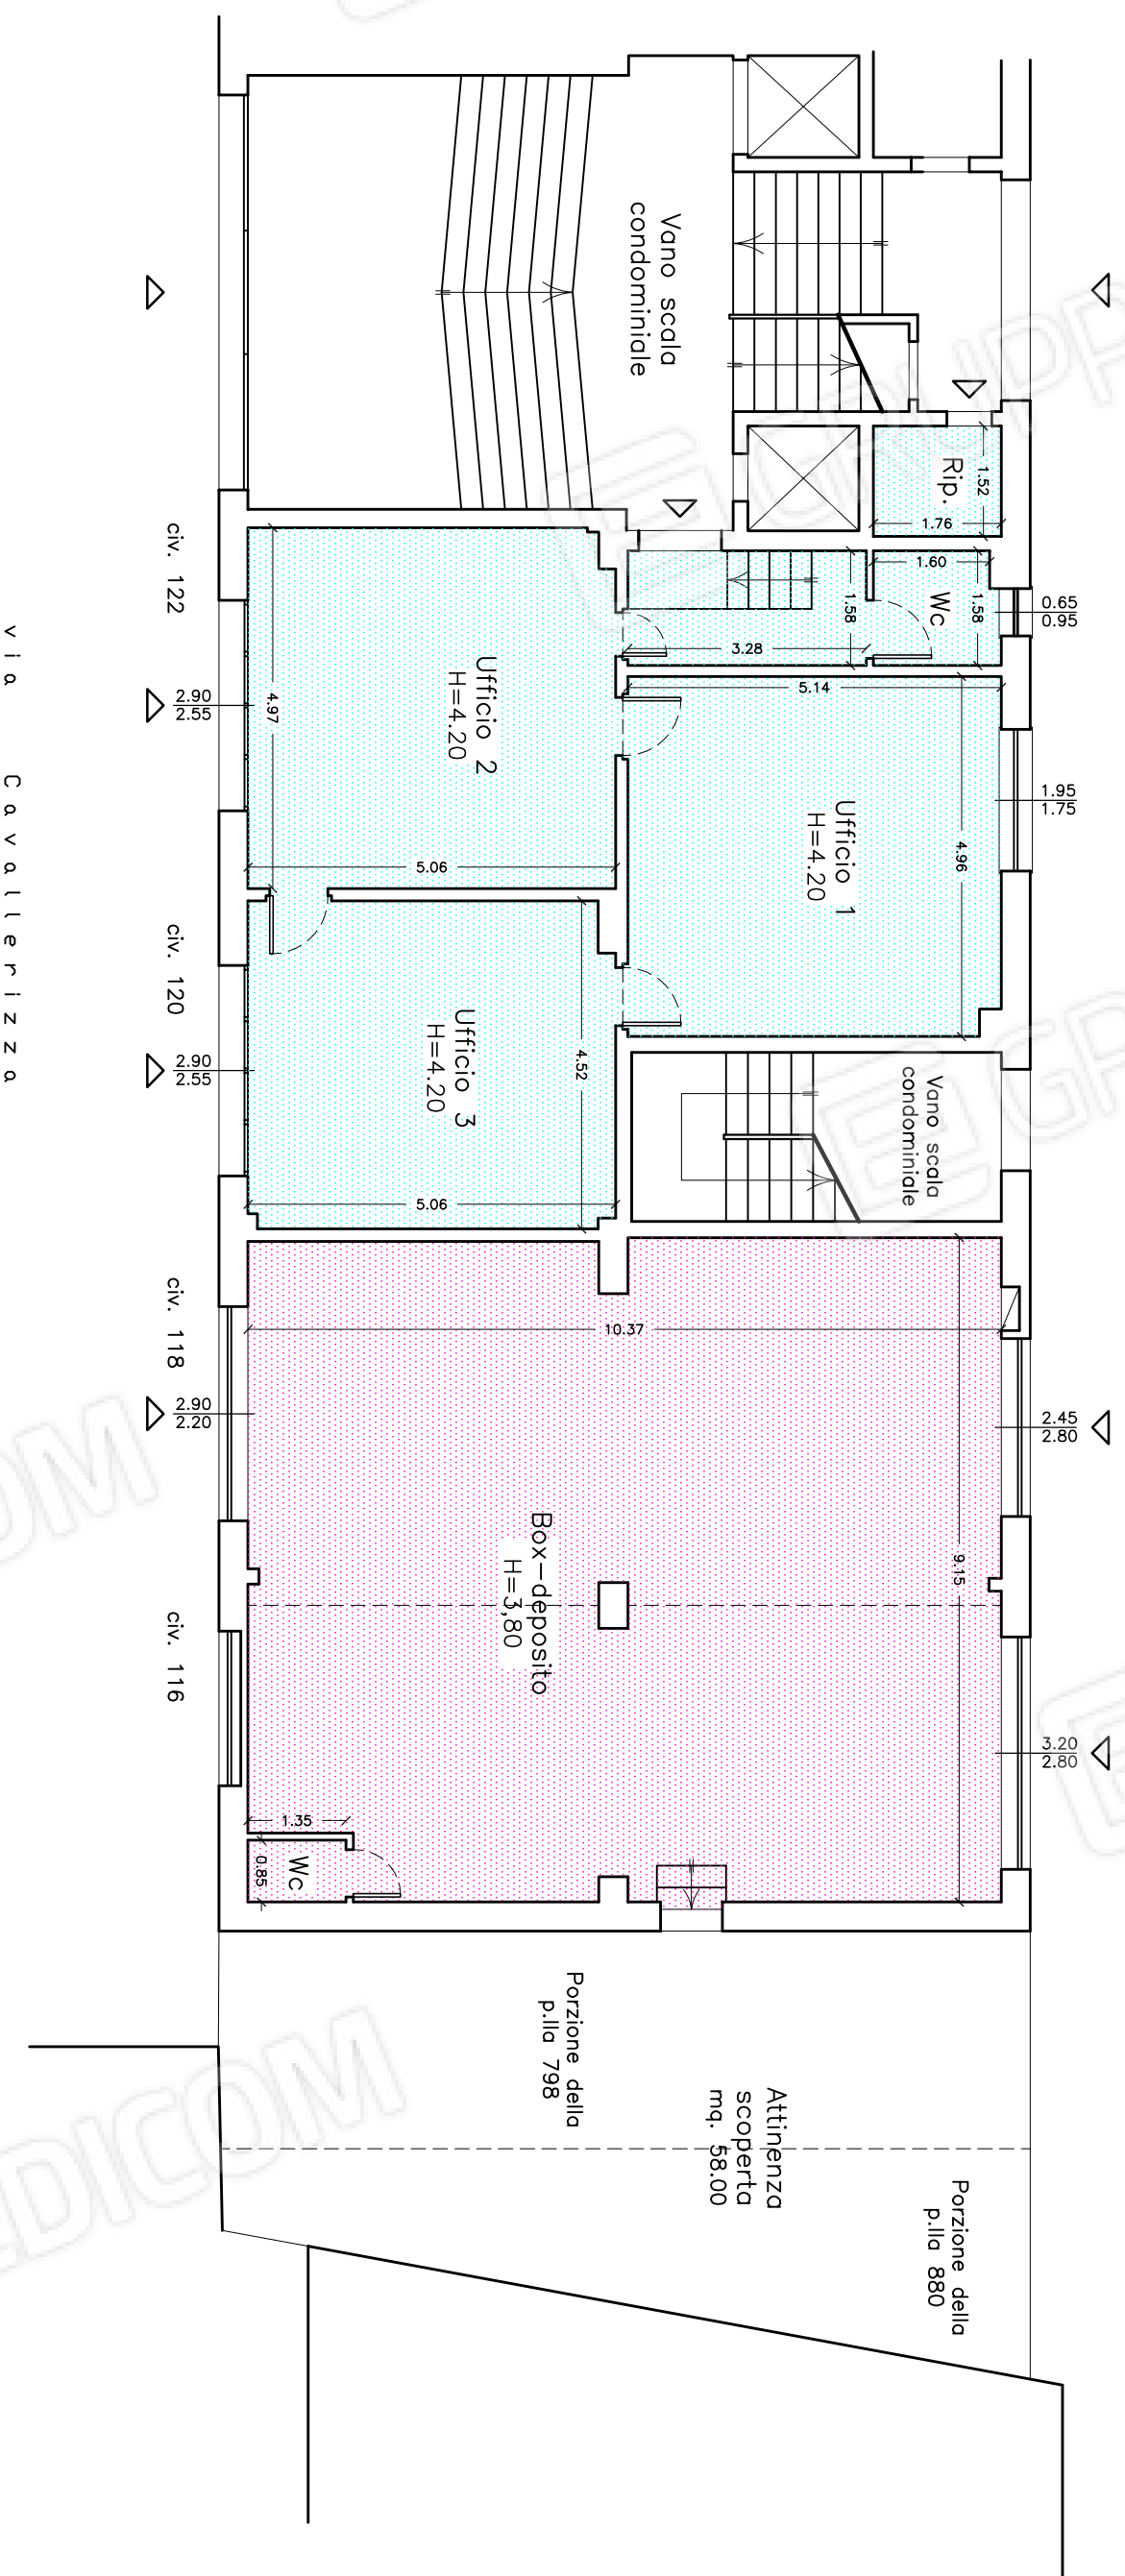 Vano scala
condominiale
Rip.
1.52
1.76
Wc
1.60
1.58
0.65
0.95
1.58
3.28
5.14
Ufficio 2
H=4.20
4.97
5.06
civ. 122
2.90
2.55
Ufficio 1
H=4.20
4.96
1.95
1.75
via Cavallerizza
civ. 120
2.90
2.55
Ufficio 3
H=4.20
4.52
5.06
Vano scala
condominiale
civ. 118
2.90
2.20
10.37
2.45
2.80
9.15
Box-deposito
H=3,80
civ. 116
3.20
2.80
1.35
0.85
Wc
Porzione della
p.lla 798
Attinenza
scoperta
mq. 58.00
Porzione della
p.lla 880